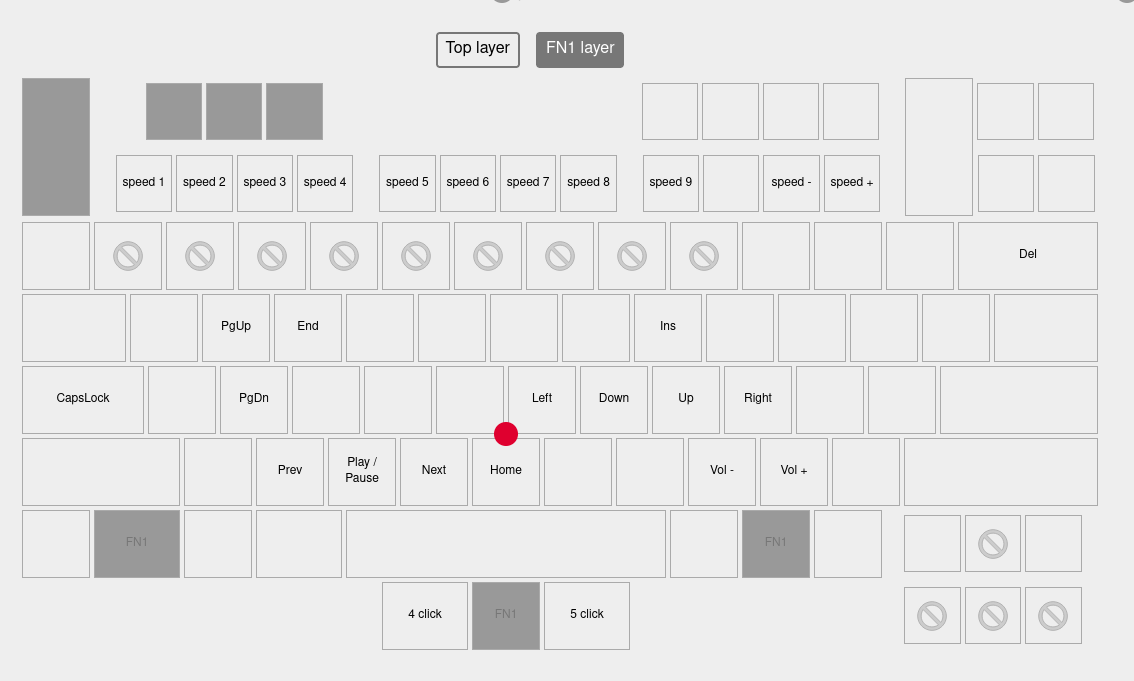 Top layer FN1 layer
speed 1 speed 2 speed 3 speed 4 speed 5 speed 6 speed 7 speed 8 speed 9 speed - speed +
Del
PgUp End Ins
CapsLock PgDn Left Down Up Right
Prev Play / Pause Next Home Vol - Vol +
FN1 FN1
4 click FN1 5 click